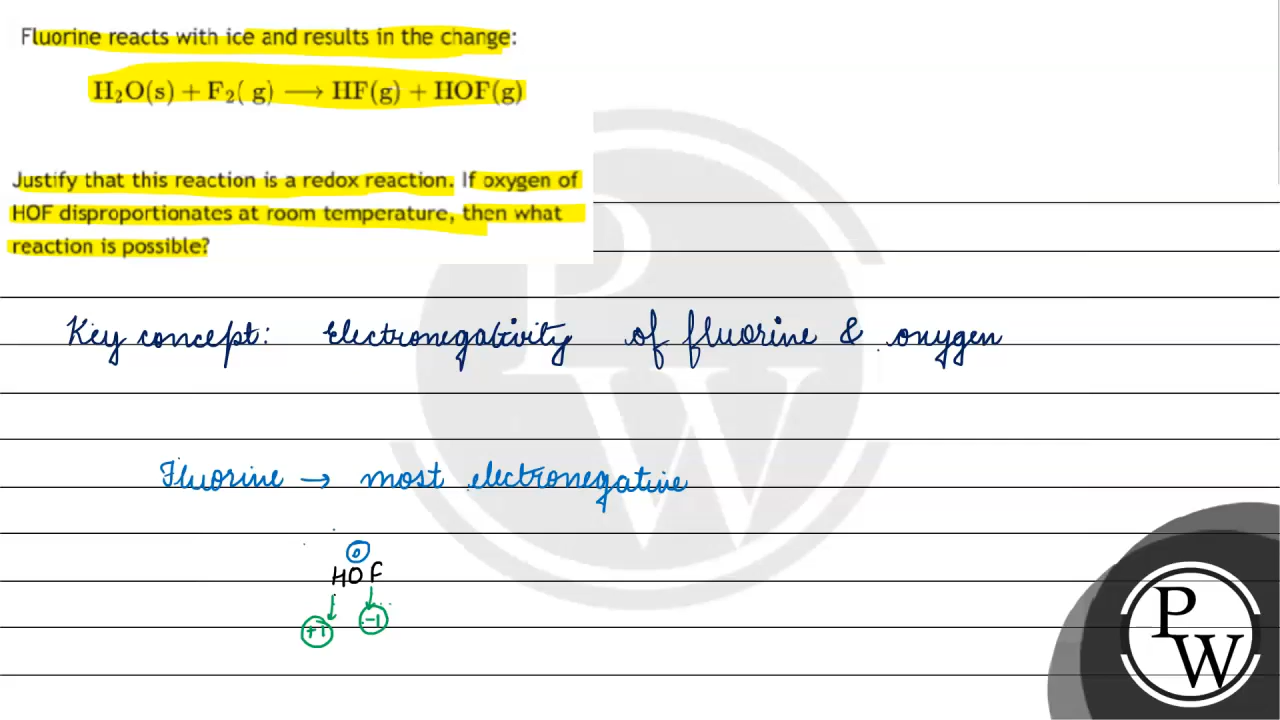 Fluorine reacts with ice and results in the change:
H₂O(s) + F₂( g) ⟶ HF(g) + HOF(g)
Justify that this reaction is a redox reaction. If oxygen of
HOF disproportionates at room temperature, then what
reaction is possible?
Key concept: Electronegativity of fluorine & oxygen
Fluorine → most electronegative
0
HOF
+1 -1
P
W
P
W